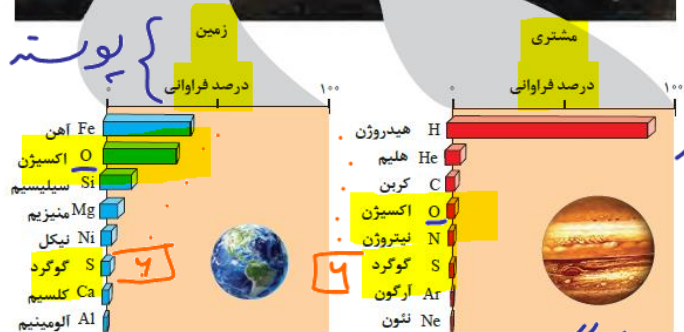 پوسته
زمین
درصد فراوانی
۰ ۱۰۰
Fe آهن
O اکسیژن
Si سیلیسیم
Mg منیزیم
Ni نیکل
S گوگرد
۶
Ca کلسیم
Al آلومینیم
مشتری
درصد فراوانی
۰ ۱۰۰
H هیدروژن
He هلیم
C کربن
O اکسیژن
N نیتروژن
S گوگرد
۶
Ar آرگون
Ne نئون